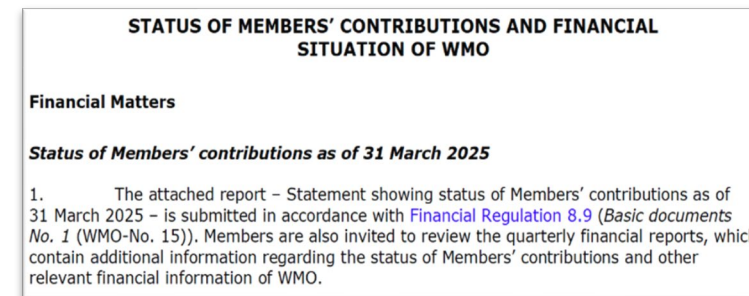 STATUS OF MEMBERS’ CONTRIBUTIONS AND FINANCIAL
SITUATION OF WMO
Financial Matters
Status of Members’ contributions as of 31 March 2025
1. The attached report – Statement showing status of Members’ contributions as of
31 March 2025 – is submitted in accordance with Financial Regulation 8.9 (Basic documents
No. 1 (WMO-No. 15)). Members are also invited to review the quarterly financial reports, whic
contain additional information regarding the status of Members’ contributions and other
relevant financial information of WMO.